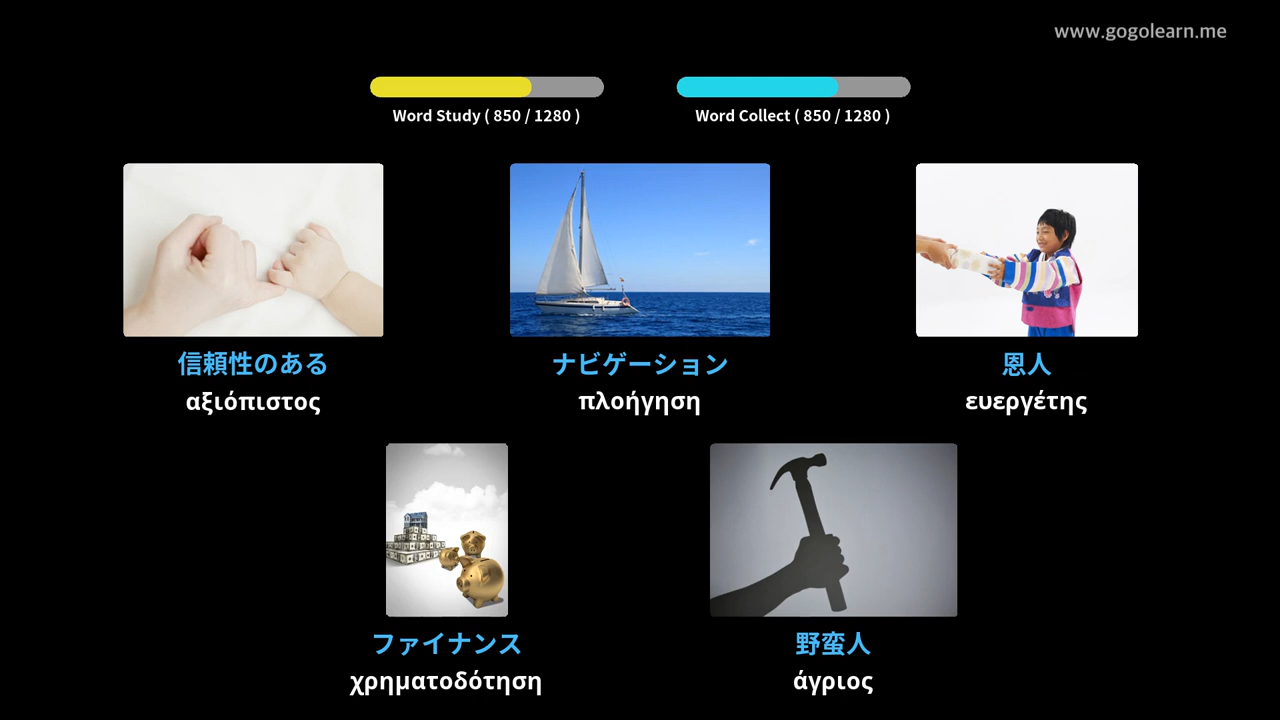 www.gogolearn.me
Word Study ( 850 / 1280 )
Word Collect ( 850 / 1280 )
信頼性のある
αξιόπιστος
ナビゲーション
πλοήγηση
恩人
ευεργέτης
ファイナンス
χρηματοδότηση
野蛮人
άγριος